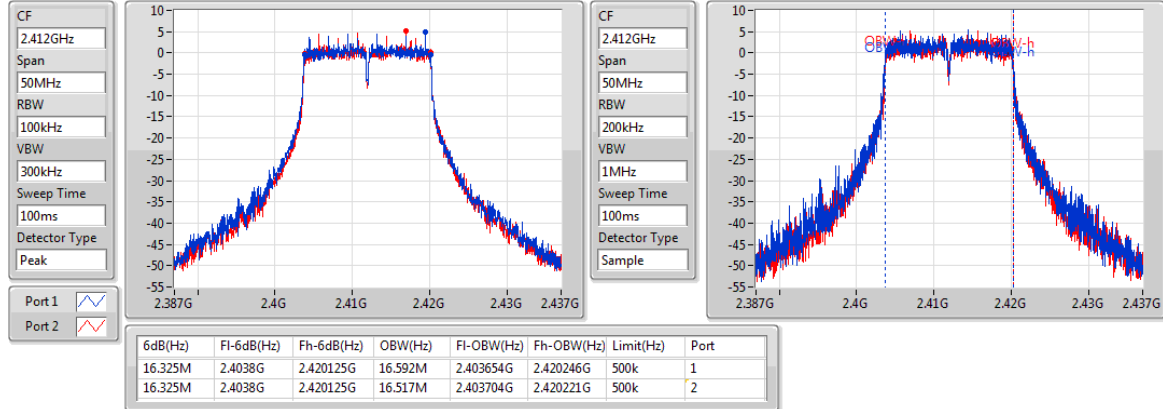 CF
2.412GHz
Span
50MHz
RBW
100kHz
VBW
300kHz
Sweep Time
100ms
Detector Type
Peak
Port 1
Port 2
10
5
0
-5
-10
-15
-20
-25
-30
-35
-40
-45
-50
-55
2.387G 2.4G 2.41G 2.42G 2.43G 2.437G
CF
2.412GHz
Span
50MHz
RBW
200kHz
VBW
1MHz
Sweep Time
100ms
Detector Type
Sample
10
5
0
-5
-10
-15
-20
-25
-30
-35
-40
-45
-50
-55
2.387G 2.4G 2.41G 2.42G 2.43G 2.437G
6dB(Hz) Fl-6dB(Hz) Fh-6dB(Hz) OBW(Hz) Fl-OBW(Hz) Fh-OBW(Hz) Limit(Hz) Port
16.325M 2.4038G 2.420125G 16.592M 2.403654G 2.420246G 500k 1
16.325M 2.4038G 2.420125G 16.517M 2.403704G 2.420221G 500k 2